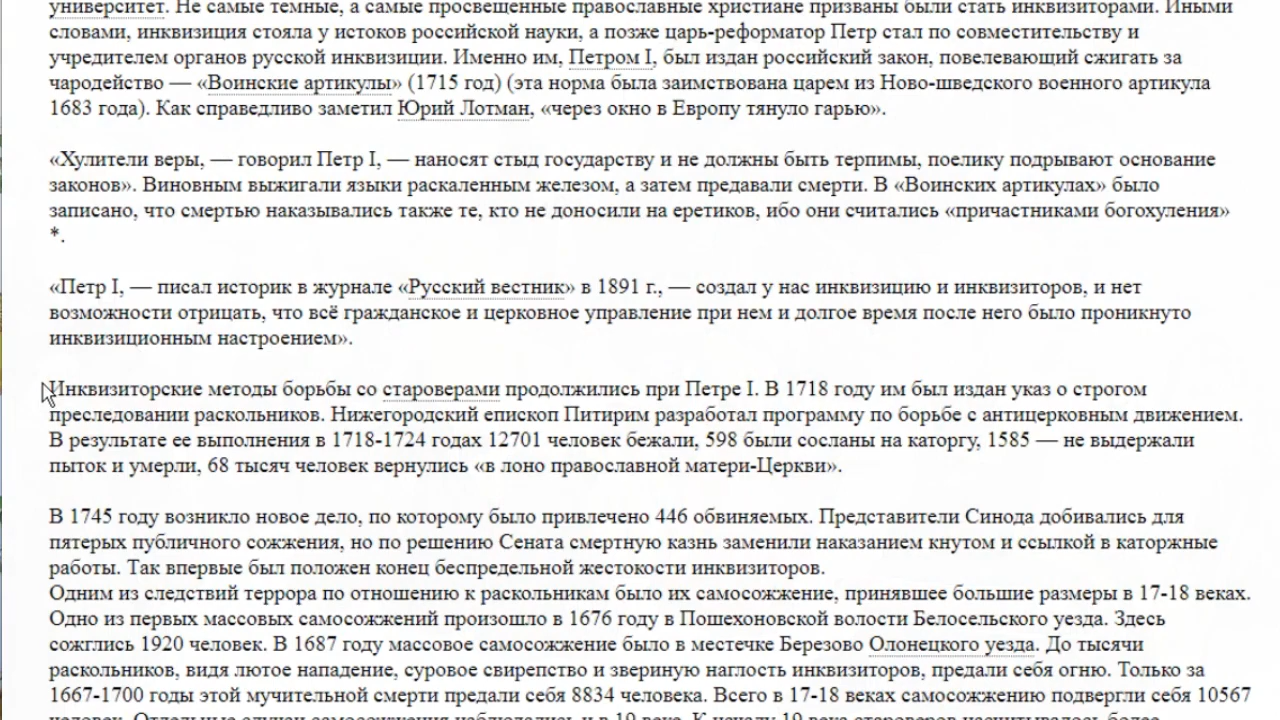 университет. Не самые темные, а самые просвещенные православные христиане призваны были стать инквизиторами. Иными
словами, инквизиция стояла у истоков российской науки, а позже царь-реформатор Петр стал по совместительству и
учредителем органов русской инквизиции. Именно им, Петром I, был издан российский закон, повелевающий сжигать за
чародейство — «Воинские артикулы» (1715 год) (эта норма была заимствована царем из Ново-шведского военного артикула
1683 года). Как справедливо заметил Юрий Лотман, «через окно в Европу тянуло гарью».
«Хулители веры, — говорил Петр I, — наносят стыд государству и не должны быть терпимы, поелику подрывают основание
законов». Виновным выжигали языки раскаленным железом, а затем предавали смерти. В «Воинских артикулах» было
записано, что смертью наказывались также те, кто не доносили на еретиков, ибо они считались «причастниками богохуления»
*.
«Петр I, — писал историк в журнале «Русский вестник» в 1891 г., — создал у нас инквизицию и инквизиторов, и нет
возможности отрицать, что всё гражданское и церковное управление при нем и долгое время после него было проникнуто
инквизиционным настроением».
Инквизиторские методы борьбы со староверами продолжились при Петре I. В 1718 году им был издан указ о строгом
преследовании раскольников. Нижегородский епископ Питирим разработал программу по борьбе с антицерковным движением.
В результате ее выполнения в 1718-1724 годах 12701 человек бежали, 598 были сосланы на каторгу, 1585 — не выдержали
пыток и умерли, 68 тысяч человек вернулись «в лоно православной матери-Церкви».
В 1745 году возникло новое дело, по которому было привлечено 446 обвиняемых. Представители Синода добивались для
пятерых публичного сожжения, но по решению Сената смертную казнь заменили наказанием кнутом и ссылкой в каторжные
работы. Так впервые был положен конец беспредельной жестокости инквизиторов.
Одним из следствий террора по отношению к раскольникам было их самосожжение, принявшее большие размеры в 17-18 веках.
Одно из первых массовых самосожжений произошло в 1676 году в Пошехоновской волости Белосельского уезда. Здесь
сожглись 1920 человек. В 1687 году массовое самосожжение было в местечке Березово Олонецкого уезда. До тысячи
раскольников, видя лютое нападение, суровое свирепство и звериную наглость инквизиторов, предали себя огню. Только за
1667-1700 годы этой мучительной смерти предали себя 8834 человека. Всего в 17-18 веках самосожжению подвергли себя 10567
человек. Отдельные случаи самосожжения наблюдались и в 19 веке. К началу 19 века староверов насчитывалось более